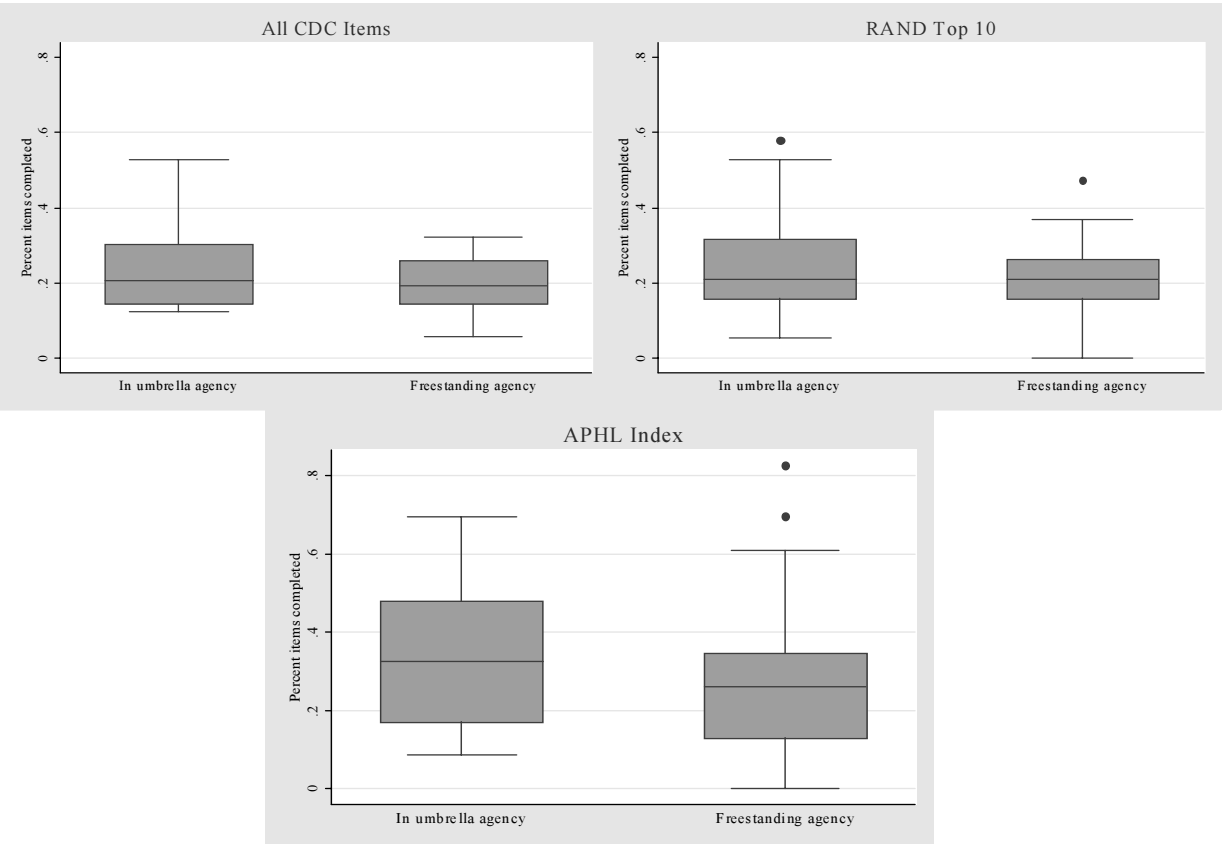 All CDC Items
Percent items completed
.8
.6
.4
.2
0
In umbrella agency Freestanding agency
RAND Top 10
Percent items completed
.8
.6
.4
.2
0
In umbrella agency Freestanding agency
APHL Index
Percent items completed
.8
.6
.4
.2
0
In umbrella agency Freestanding agency